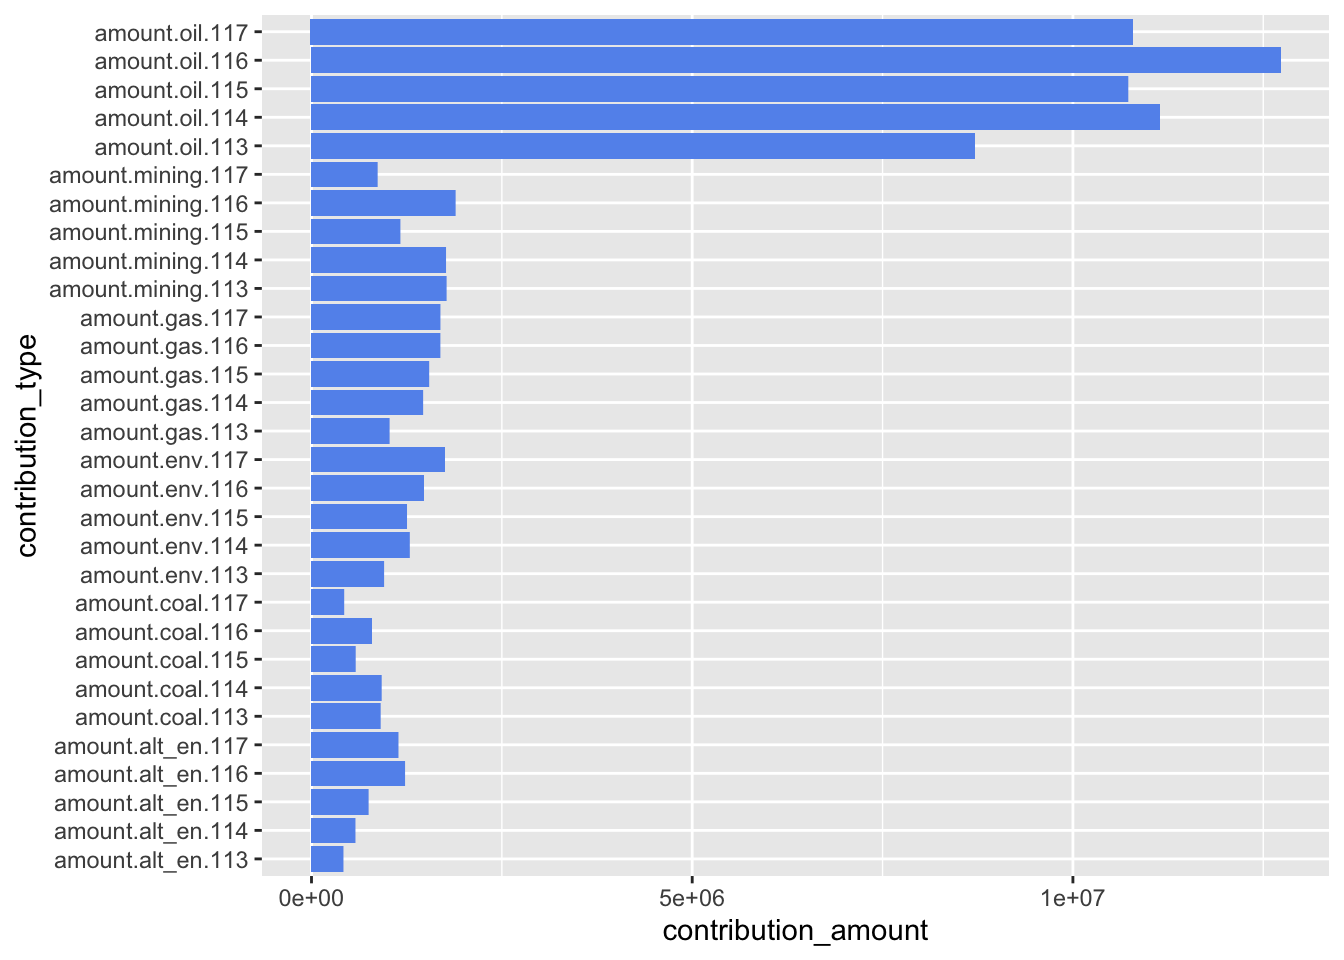 amount.oil.117
amount.oil.116
amount.oil.115
amount.oil.114
amount.oil.113
amount.mining.117
amount.mining.116
amount.mining.115
amount.mining.114
amount.mining.113
amount.gas.117
amount.gas.116
amount.gas.115
amount.gas.114
amount.gas.113
amount.env.117
amount.env.116
amount.env.115
amount.env.114
amount.env.113
amount.coal.117
amount.coal.116
amount.coal.115
amount.coal.114
amount.coal.113
amount.alt_en.117
amount.alt_en.116
amount.alt_en.115
amount.alt_en.114
amount.alt_en.113
contribution_type
0e+00 5e+06 1e+07
contribution_amount